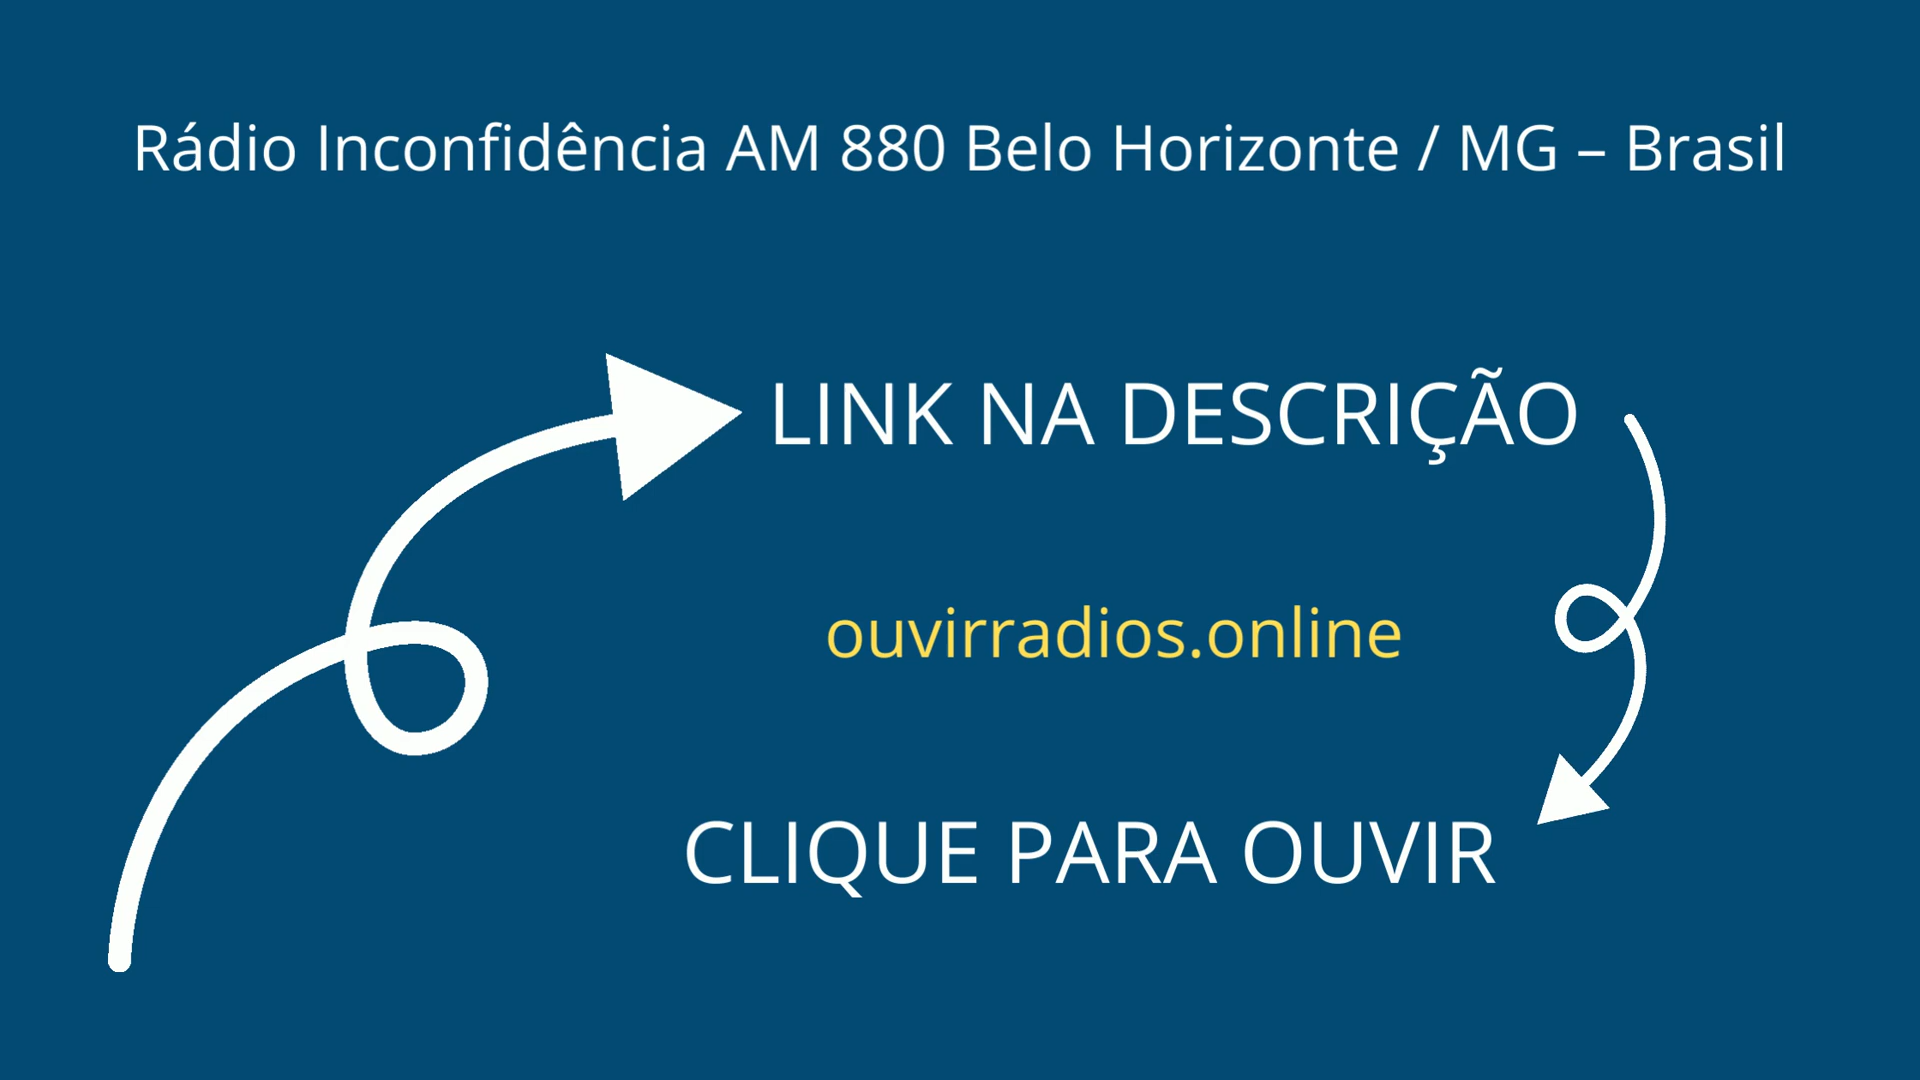 Rádio Inconfidência AM 880 Belo Horizonte / MG – Brasil
LINK NA DESCRIÇÃO
ouvirradios.online
CLIQUE PARA OUVIR